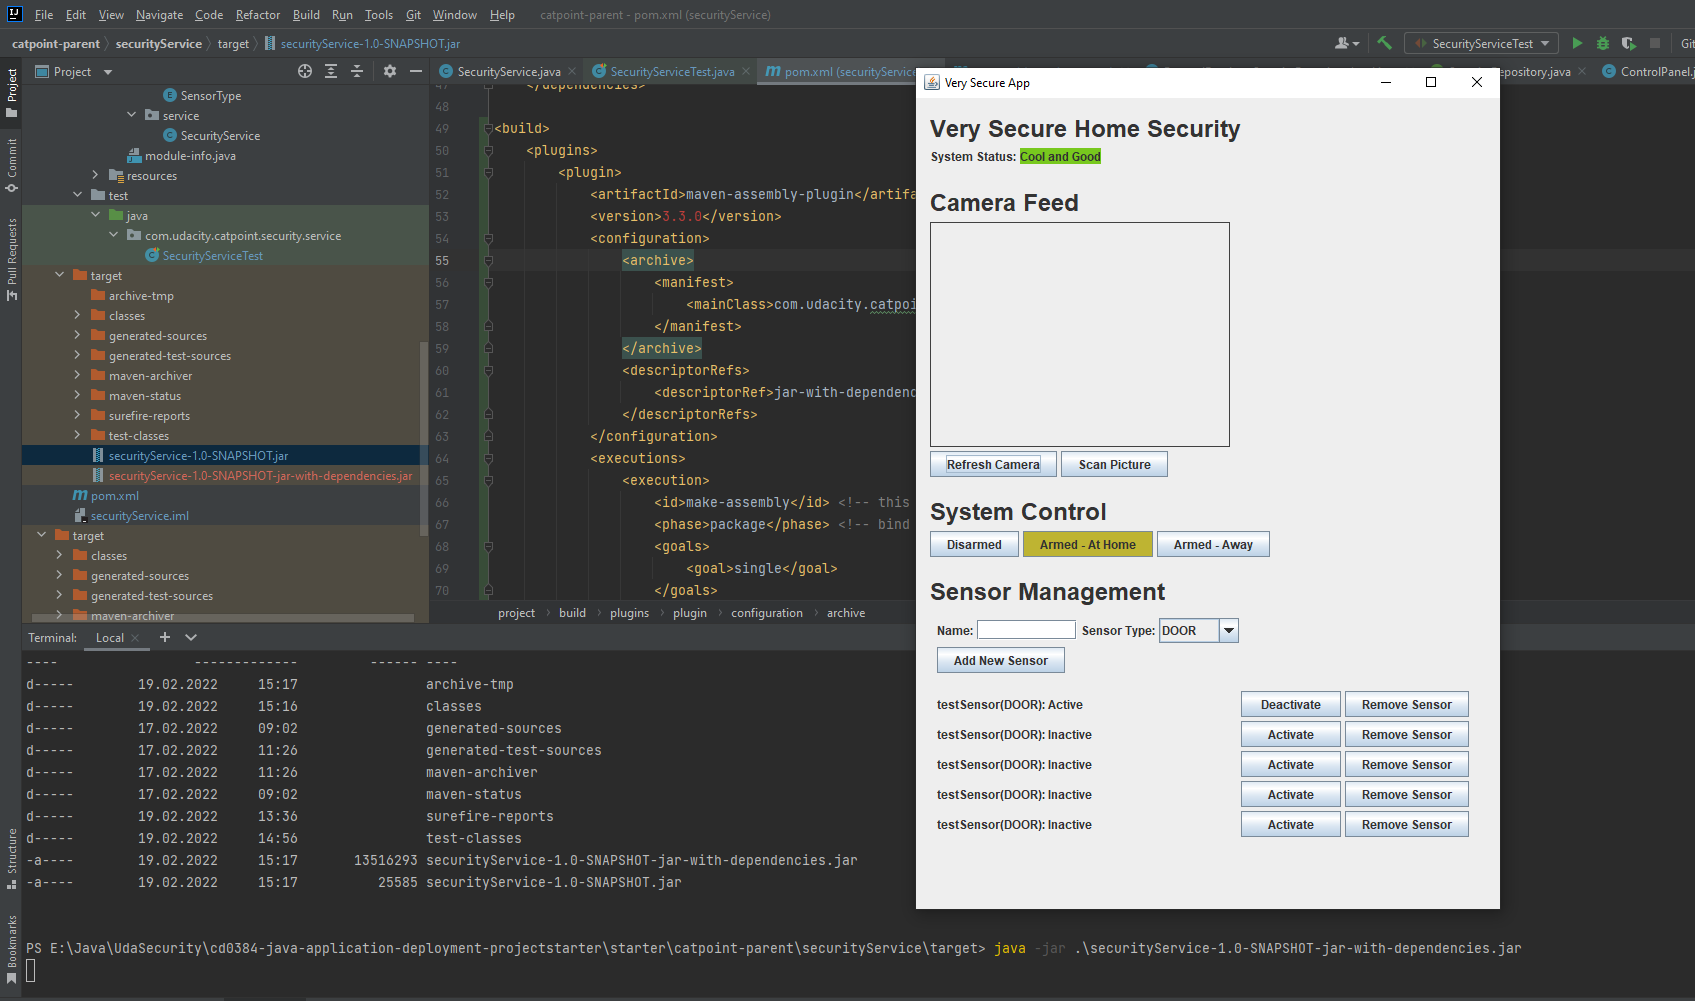 File Edit View Navigate Code Refactor Build Run Tools Git Window Help catpoint-parent - pom.xml (securityService)
catpoint-parent securityService target securityService-1.0-SNAPSHOT.jar
SecurityServiceTest Git
Project
Commit
Pull Requests
Structure
Bookmarks
Project
SensorType
service
SecurityService
module-info.java
resources
test
java
com.udacity.catpoint.security.service
SecurityServiceTest
target
archive-tmp
classes
generated-sources
generated-test-sources
maven-archiver
maven-status
surefire-reports
test-classes
securityService-1.0-SNAPSHOT.jar
securityService-1.0-SNAPSHOT-jar-with-dependencies.jar
pom.xml
securityService.iml
target
classes
generated-sources
generated-test-sources
maven-archiver
SecurityService.java SecurityServiceTest.java pom.xml (securityService Repository.java ControlPanel.j
47 </dependencies>
48
49 <build>
50 <plugins>
51 <plugin>
52 <artifactId>maven-assembly-plugin</artifa
53 <version>3.3.0</version>
54 <configuration>
55 <archive>
56 <manifest>
57 <mainClass>com.udacity.catpoi
58 </manifest>
59 </archive>
60 <descriptorRefs>
61 <descriptorRef>jar-with-dependenc
62 </descriptorRefs>
63 </configuration>
64 <executions>
65 <execution>
66 <id>make-assembly</id> <!-- this
67 <phase>package</phase> <!-- bind
68 <goals>
69 <goal>single</goal>
70 </goals>
project build plugins plugin configuration archive
Very Secure App
Very Secure Home Security
System Status: Cool and Good
Camera Feed
Refresh Camera Scan Picture
System Control
Disarmed Armed - At Home Armed - Away
Sensor Management
Name: Sensor Type: DOOR
Add New Sensor
testSensor(DOOR): Active Deactivate Remove Sensor
testSensor(DOOR): Inactive Activate Remove Sensor
testSensor(DOOR): Inactive Activate Remove Sensor
testSensor(DOOR): Inactive Activate Remove Sensor
testSensor(DOOR): Inactive Activate Remove Sensor
Terminal: Local
---- ------------- ------ ----
d----- 19.02.2022 15:17 archive-tmp
d----- 19.02.2022 15:16 classes
d----- 17.02.2022 09:02 generated-sources
d----- 17.02.2022 11:26 generated-test-sources
d----- 17.02.2022 11:26 maven-archiver
d----- 17.02.2022 09:02 maven-status
d----- 19.02.2022 13:36 surefire-reports
d----- 19.02.2022 14:56 test-classes
-a---- 19.02.2022 15:17 13516293 securityService-1.0-SNAPSHOT-jar-with-dependencies.jar
-a---- 19.02.2022 15:17 25585 securityService-1.0-SNAPSHOT.jar
PS E:\Java\UdaSecurity\cd0384-java-application-deployment-projectstarter\starter\catpoint-parent\securityService\target> java -jar .\securityService-1.0-SNAPSHOT-jar-with-dependencies.jar